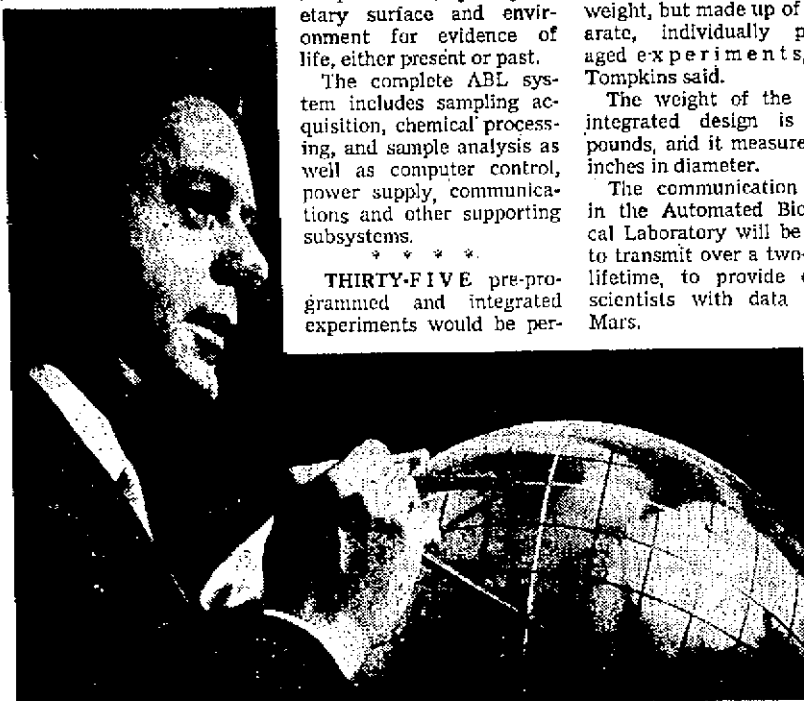 etary surface and envir-
onment for evidence of
life, either present or past.
The complete ABL sys-
tem includes sampling ac-
quisition, chemical process-
ing, and sample analysis as
well as computer control,
power supply, communica-
tions and other supporting
subsystems.
* * * *
THIRTY-FIVE pre-pro-
grammed and integrated
experiments would be per-
weight, but made up of
arate, individually p
aged experiments,
Tompkins said.
The weight of the
integrated design is
pounds, and it measure
inches in diameter.
The communication
in the Automated Bio
cal Laboratory will be
to transmit over a two-
lifetime, to provide
scientists with data
Mars.